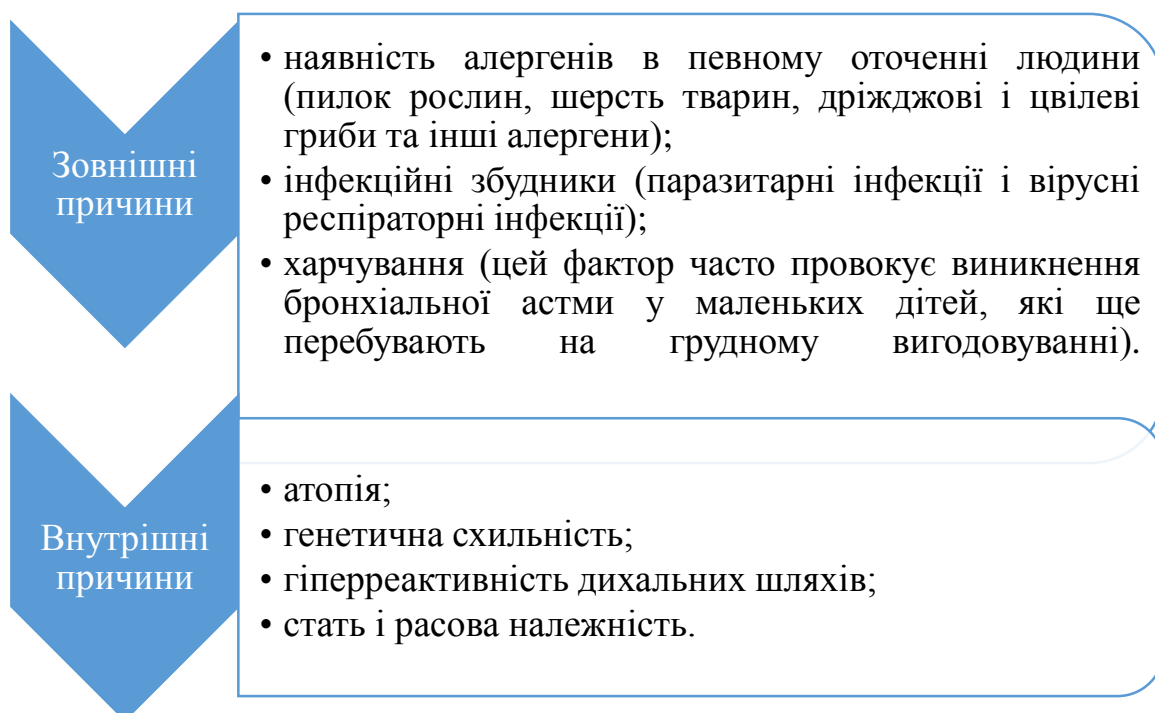 Зовнішні
причини
• наявність алергенів в певному оточенні людини
(пилок рослин, шерсть тварин, дріжджові і цвілеві
гриби та інші алергени);
• інфекційні збудники (паразитарні інфекції і вірусні
респіраторні інфекції);
• харчування (цей фактор часто провокує виникнення
бронхіальної астми у маленьких дітей, які ще
перебувають на грудному вигодовуванні).
Внутрішні
причини
• атопія;
• генетична схильність;
• гіперреактивність дихальних шляхів;
• стать і расова належність.